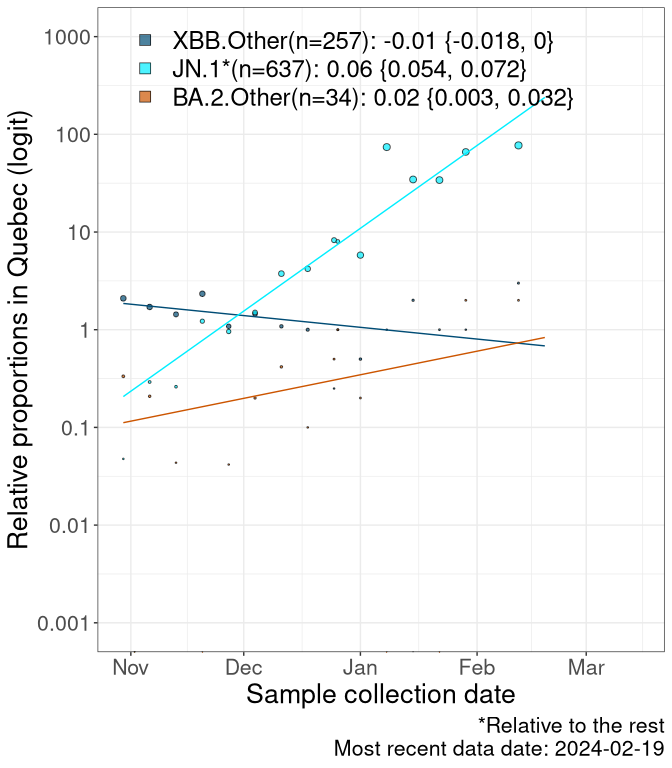 XBB.Other(n=257): -0.01 {-0.018, 0}
JN.1*(n=637): 0.06 {0.054, 0.072}
BA.2.Other(n=34): 0.02 {0.003, 0.032}
Relative proportions in Quebec (logit)
1000
100
10
1
0.1
0.01
0.001
Nov Dec Jan Feb Mar
Sample collection date
*Relative to the rest
Most recent data date: 2024-02-19